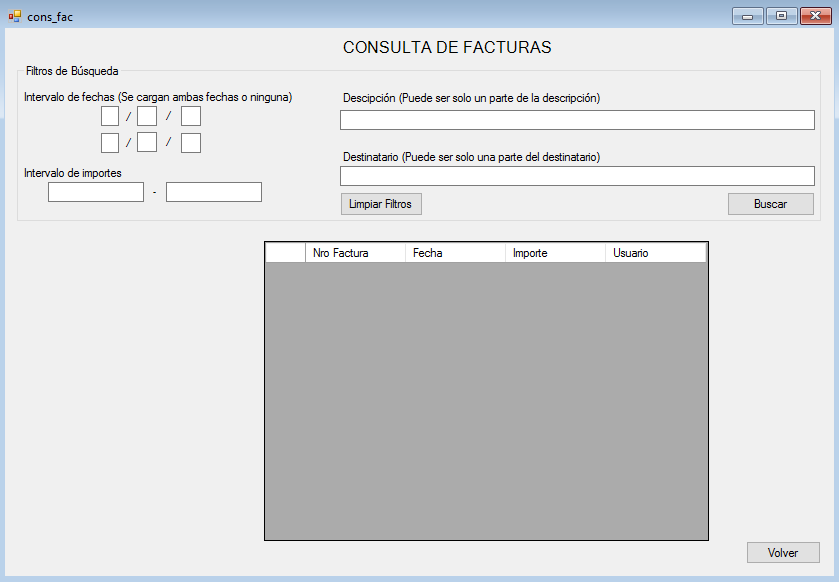 cons_fac
CONSULTA DE FACTURAS
Filtros de Búsqueda
Intervalo de fechas (Se cargan ambas fechas o ninguna)
/ /
/ /
Intervalo de importes
-
Descipción (Puede ser solo un parte de la descripción)
Destinatario (Puede ser solo una parte del destinatario)
Limpiar Filtros
Buscar
Nro Factura Fecha Importe Usuario
Volver